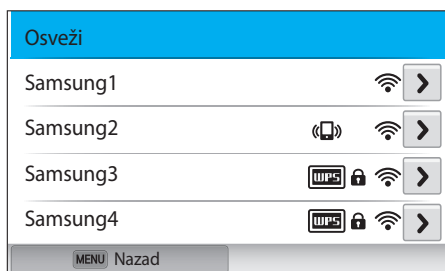 Osveži
Samsung1
Samsung2
Samsung3 WPS
Samsung4 WPS
MENU Nazad